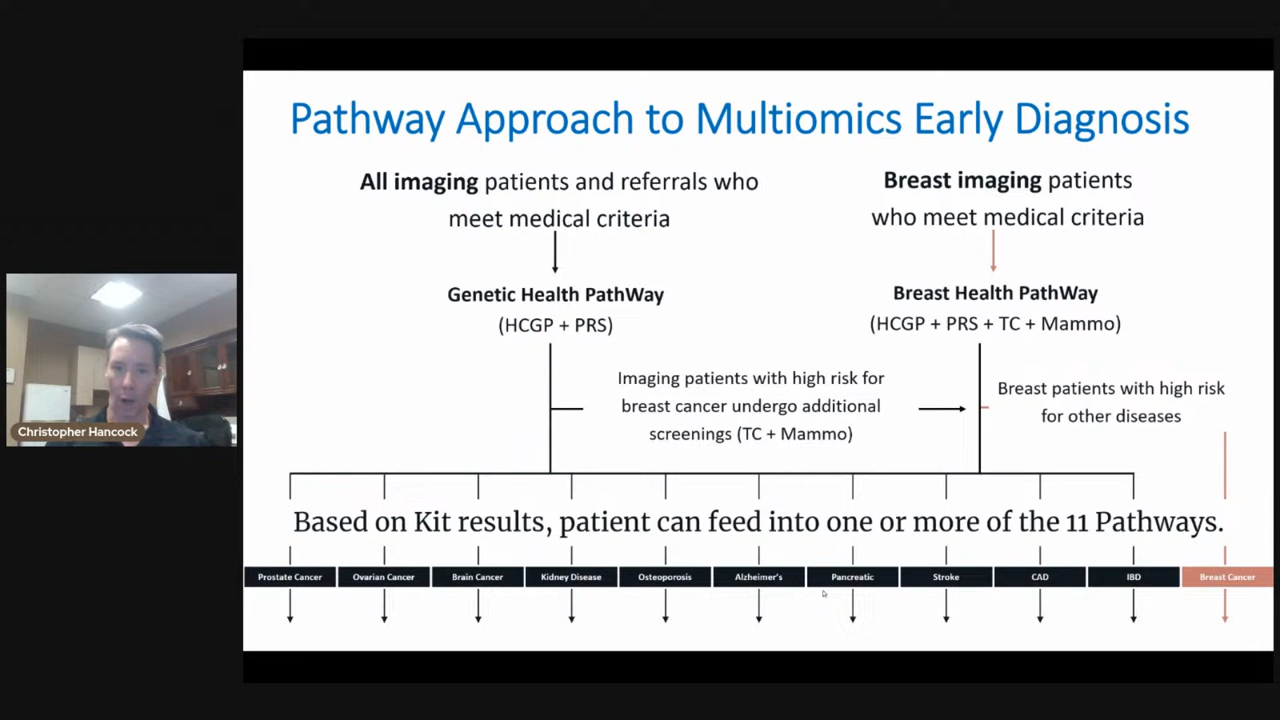 Pathway Approach to Multiomics Early Diagnosis
All imaging patients and referrals who
meet medical criteria
Breast imaging patients
who meet medical criteria
Genetic Health PathWay
(HCGP + PRS)
Breast Health PathWay
(HCGP + PRS + TC + Mammo)
Imaging patients with high risk for
breast cancer undergo additional
screenings (TC + Mammo)
Breast patients with high risk
for other diseases
Christopher Hancock
Based on Kit results, patient can feed into one or more of the 11 Pathways.
Prostate Cancer
Ovarian Cancer
Brain Cancer
Kidney Disease
Osteoporosis
Alzheimer's
Pancreatic
Stroke
CAD
IBD
Breast Cancer